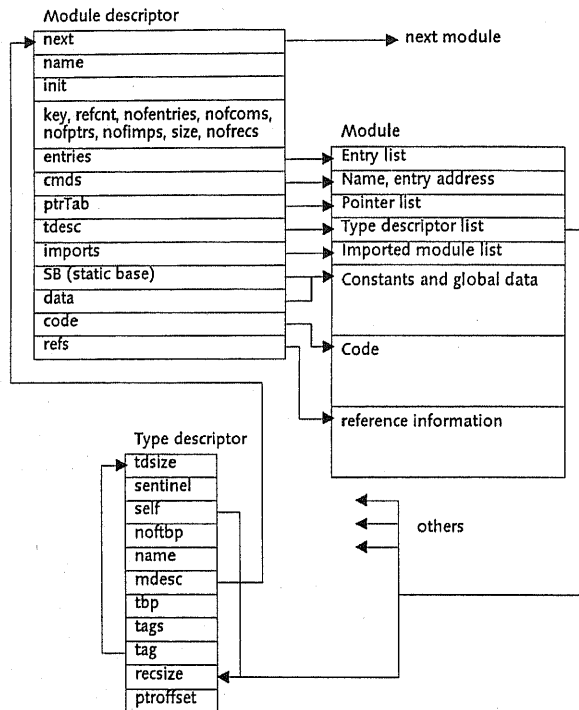 Module descriptor
next
next module
name
init
key, refcnt, nofentries, nofcoms,
nofptrs, nofimps, size, nofrecs
entries
cmds
ptrTab
tdesc
imports
SB (static base)
data
code
refs
Module
Entry list
Name, entry address
Pointer list
Type descriptor list
Imported module list
Constants and global data
Code
reference information
Type descriptor
tdsize
sentinel
self
noftbp
name
mdesc
tbp
tags
tag
recsize
ptroffset
others